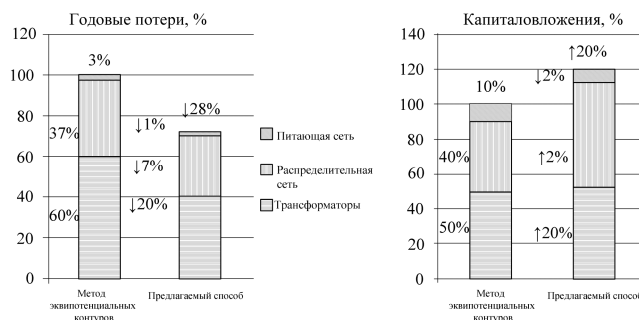 Годовые потери, %
120
100
80
60
40
20
0
3%
37%
60%
↓28%
↓1%
↓7%
↓20%
Метод
эквипотенциальных
контуров
Предлагаемый способ
Питающая сеть
Распределительная
сеть
Трансформаторы
Капиталовложения, %
140
120
100
80
60
40
20
0
10%
40%
50%
↑20%
↓2%
↑2%
↑20%
Метод
эквипотенциальных
контуров
Предлагаемый способ